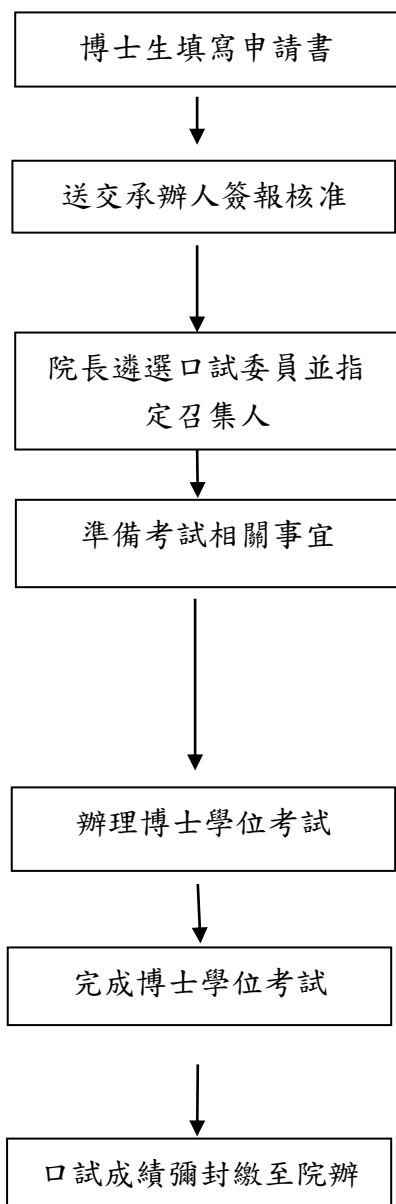 博士生填寫申請書
送交承辦人簽報核准
院長遴選口試委員並指
定召集人
準備考試相關事宜
辦理博士學位考試
完成博士學位考試
口試成績彌封繳至院辦